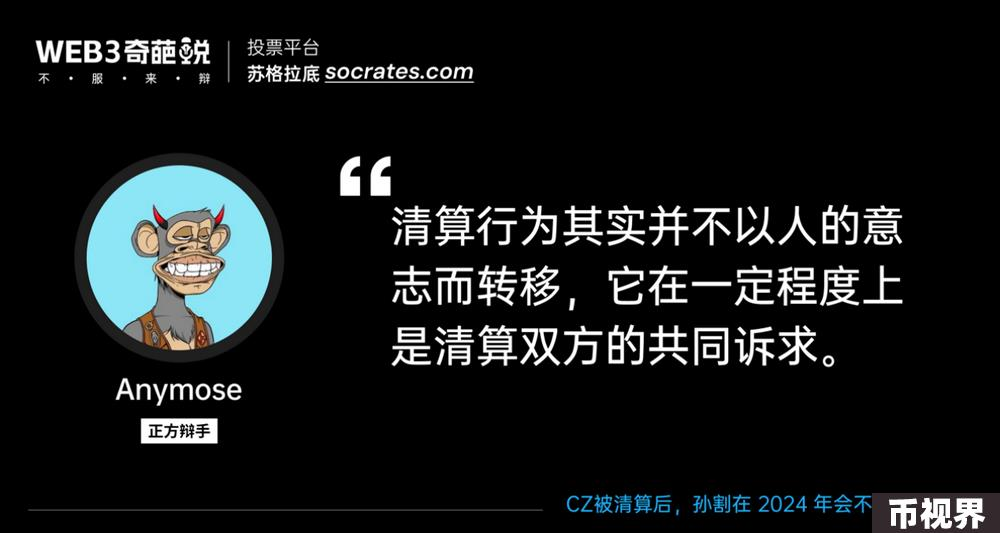 WEB3奇葩说
不·服·来·辩
投票平台
苏格拉底 socrates.com
清算行为其实并不以人的意
志而转移，它在一定程度上
是清算双方的共同诉求。
Anymose
正方辩手
CZ被清算后，孙割在 2024 年会不
币视界